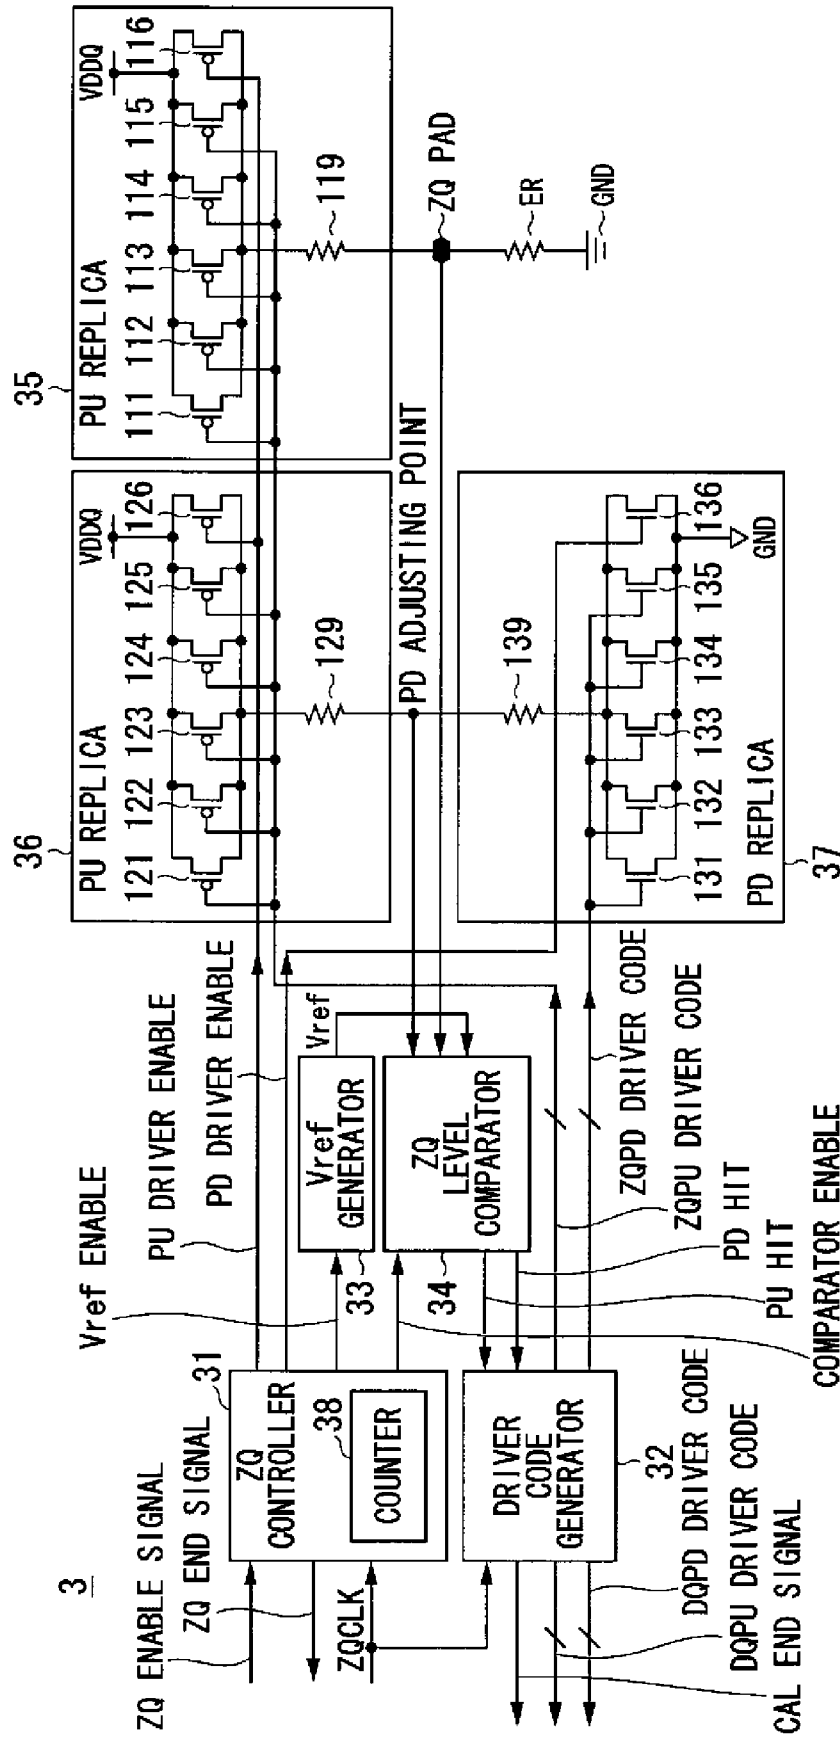 3
ZQ ENABLE SIGNAL
ZQ END SIGNAL
ZQCLK
ZQ
CONTROLLER
31
COUNTER
38
DRIVER
CODE
GENERATOR
32
DQPD DRIVER CODE
DQPU DRIVER CODE
CAL END SIGNAL
Vref ENABLE
PU DRIVER ENABLE
PD DRIVER ENABLE
Vref
GENERATOR
33
Vref
ZQ
LEVEL
COMPARATOR
34
ZQPD DRIVER CODE
ZQPU DRIVER CODE
PD HIT
PU HIT
COMPARATOR ENABLE
36
PU REPLICA
121
122
123
124
125
126
VDDQ
129
PD ADJUSTING POINT
139
131
132
133
134
135
136
GND
PD REPLICA
37
35
PU REPLICA
111
112
113
114
115
116
VDDQ
119
ZQ PAD
ER
GND